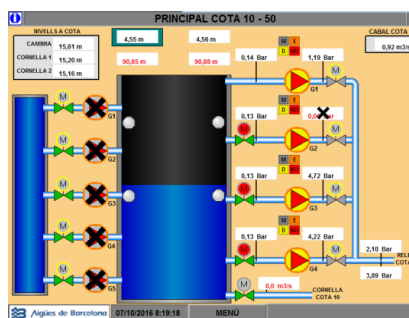 PRINCIPAL COTA 10 - 50
NIVELLS A COTA
CAMBRA 15,61 m
CORNELLA 1 15,20 m
CORNELLA 2 15,16 m
4,55 m
4,56 m
90,85 m
90,88 m
CABAL COTA
0,92 m3/s
M E
D
0,14 Bar
1,19 Bar
M
G1
M
G1
M E
D
0,13 Bar
Bar
M
G2
M
G2
M E
D
0,13 Bar
4,72 Bar
M
G3
M
G3
M E
D
0,13 Bar
4,22 Bar
M
G4
M
G4
2,10 Bar
COTA
3,89 Bar
M
G5
M
0,0 m3/s
CORNELLA
COTA 10
Aigües de Barcelona
07/10/2016 8:19:18
MENÚ